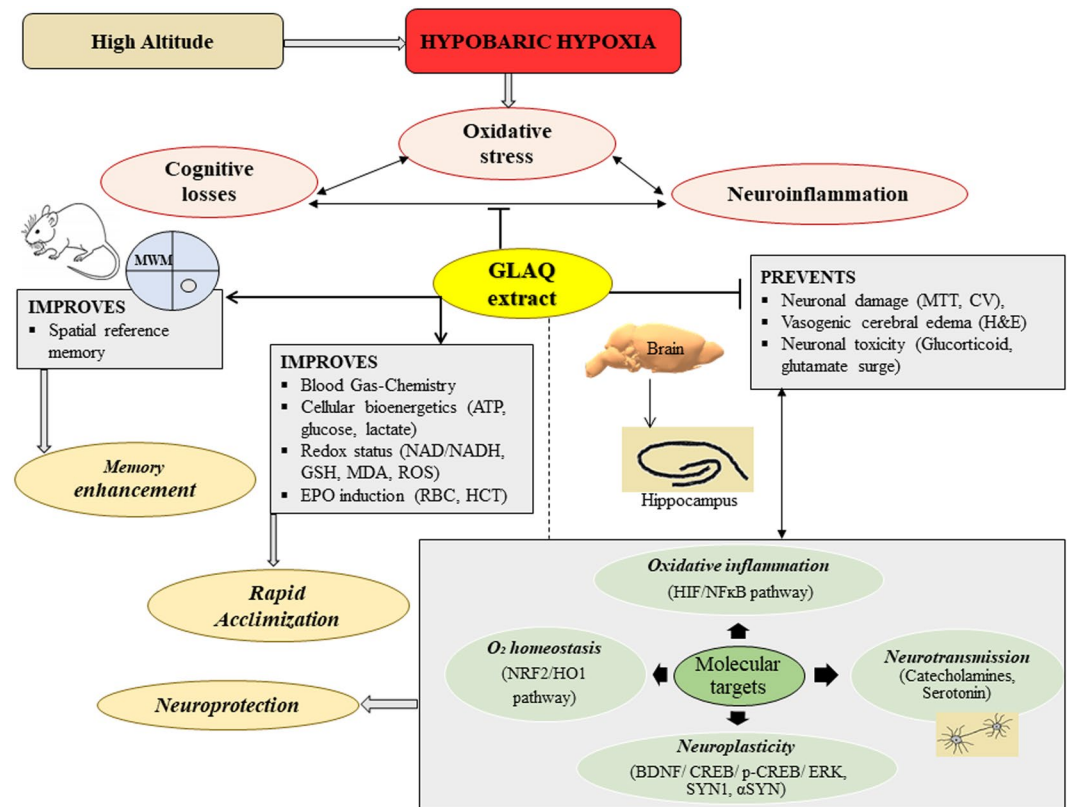 High Altitude
HYPOBARIC HYPOXIA
Oxidative
stress
Cognitive
losses
Neuroinflammation
MWM
GLAQ
extract
IMPROVES
▪ Spatial reference
memory
PREVENTS
▪ Neuronal damage (MTT, CV),
▪ Vasogenic cerebral edema (H&E)
▪ Neuronal toxicity (Glucorticoid,
glutamate surge)
IMPROVES
▪ Blood Gas-Chemistry
▪ Cellular bioenergetics (ATP,
glucose, lactate)
▪ Redox status (NAD/NADH,
GSH, MDA, ROS)
▪ EPO induction (RBC, HCT)
Brain
Hippocampus
Memory
enhancement
Rapid
Acclimization
Neuroprotection
Oxidative inflammation
(HIF/NFκB pathway)
O₂ homeostasis
(NRF2/HO1
pathway)
Molecular
targets
Neurotransmission
(Catecholamines,
Serotonin)
Neuroplasticity
(BDNF/ CREB/ p-CREB/ ERK,
SYN1, αSYN)